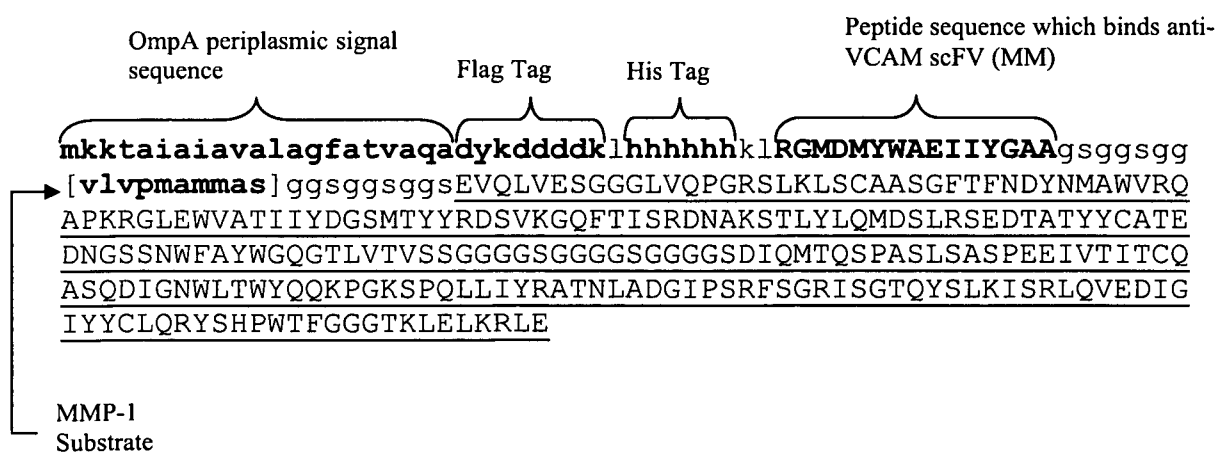 OmpA periplasmic signal
sequence
Flag Tag
His Tag
Peptide sequence which binds anti-
VCAM scFV (MM)
mkktaiaiavalagfatvaqadykddddklhhhhhhklRGMDMYWAEIIYGAAgsggsgg
[vlvpmammas]ggsggsggsEVQLVESGGGLVQPGRSLKLSCAASGFTFNDYNMAWVRQ
APKRGLEWVATIIYDGSMTYYRDSVKGQFTISRDNAKSTLYLQMDSLRSEDTATYYCATE
DNGSSNWFAYWGQGTLVTVSSGGGGSGGGGSGGGGSDIQMTQSPASLSASPEEIVTITCQ
ASQDIGNWLTWYQQKPGKSPQLLIYRATNLADGIPSRFSGRISGTQYSLKISRLQVEDIG
IYYCLQRYSHPWTFGGGTKLELKRLE
MMP-1
Substrate